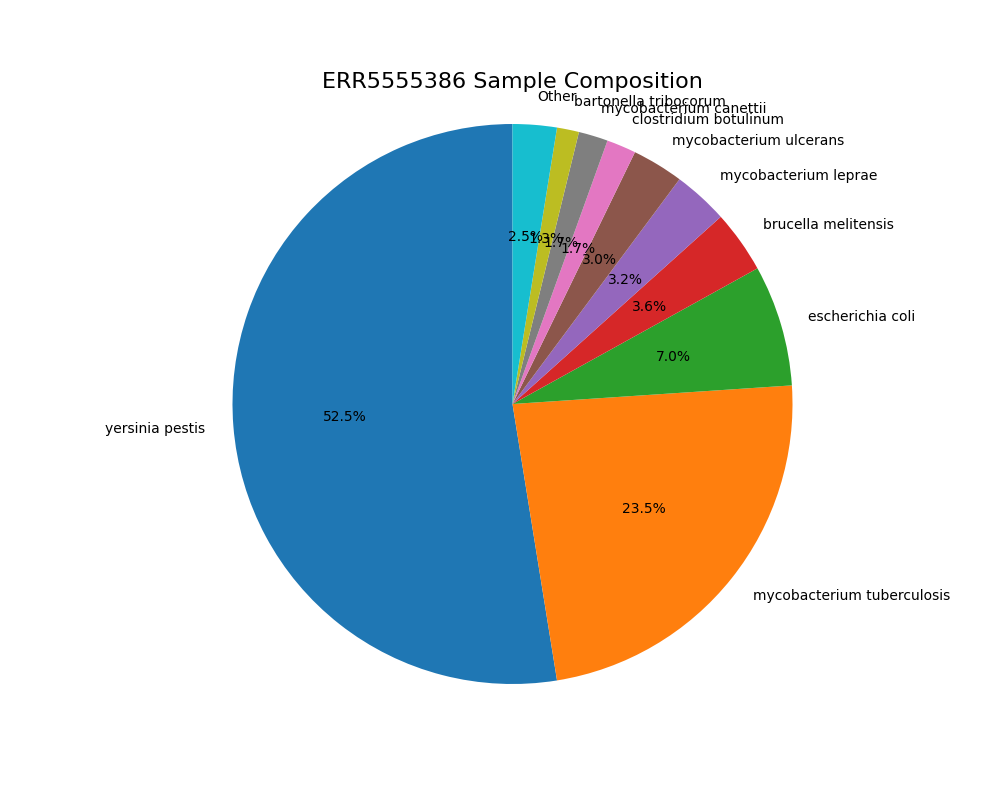 ERR5555386 Sample Composition
Other
bartonella tribocorum
mycobacterium canettii
clostridium botulinum
mycobacterium ulcerans
mycobacterium leprae
brucella melitensis
escherichia coli
mycobacterium tuberculosis
yersinia pestis
2.5%
1.3%
1.7%
1.7%
3.0%
3.2%
3.6%
7.0%
23.5%
52.5%